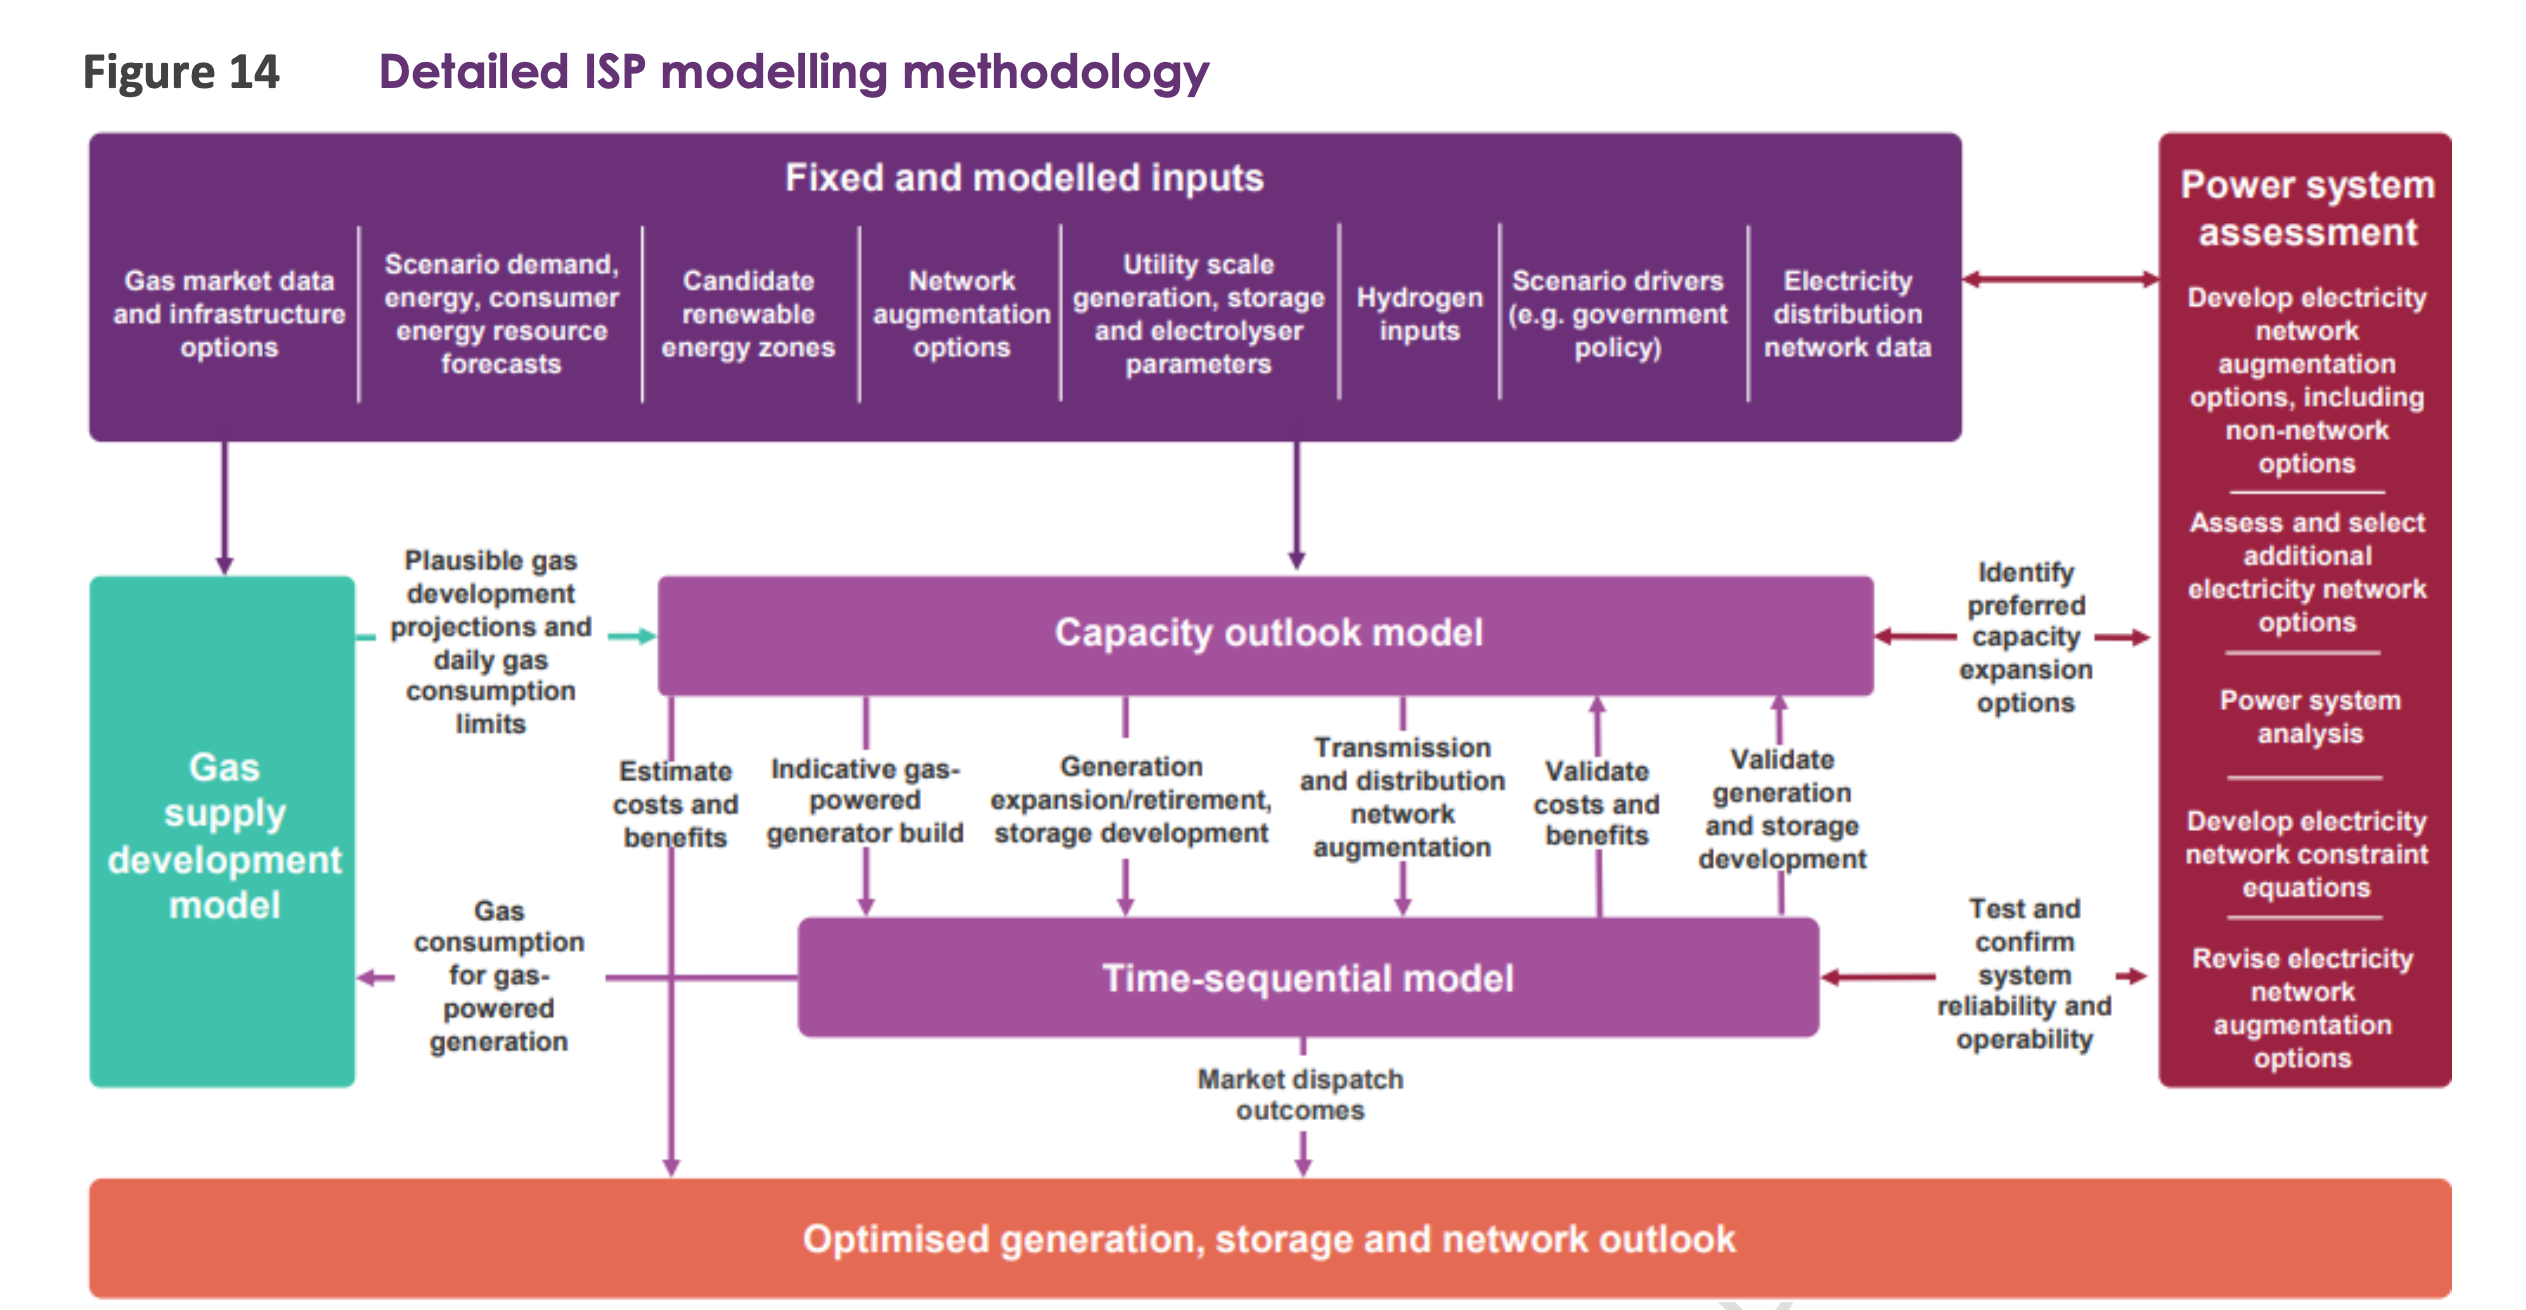 Figure 14 Detailed ISP modelling methodology
Fixed and modelled inputs
Gas market data
and infrastructure
options
Scenario demand,
energy, consumer
energy resource
forecasts
Candidate
renewable
energy zones
Network
augmentation
options
Utility scale
generation, storage
and electrolyser
parameters
Hydrogen
inputs
Scenario drivers
(e.g. government
policy)
Electricity
distribution
network data
Power system
assessment
Develop electricity
network
augmentation
options, including
non-network
options
Assess and select
additional
electricity network
options
Power system
analysis
Develop electricity
network constraint
equations
Revise electricity
network
augmentation
options
Gas
supply
development
model
Plausible gas
development
projections and
daily gas
consumption
limits
Capacity outlook model
Identify
preferred
capacity
expansion
options
Estimate
costs and
benefits
Indicative gas-
powered
generator build
Generation
expansion/retirement,
storage development
Transmission
and distribution
network
augmentation
Validate
costs and
benefits
Validate
generation
and storage
development
Gas
consumption
for gas-
powered
generation
Time-sequential model
Test and
confirm
system
reliability and
operability
Market dispatch
outcomes
Optimised generation, storage and network outlook